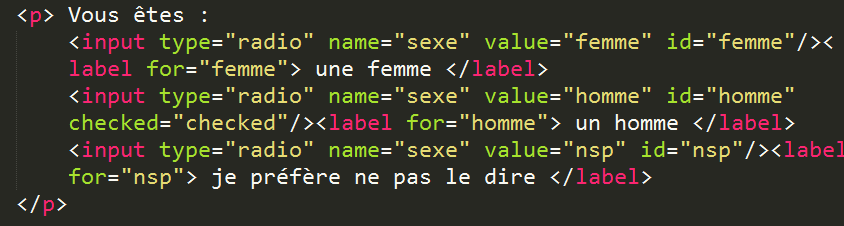 <p> Vous êtes :
<input type="radio" name="sexe" value="femme" id="femme"/><
label for="femme"> une femme </label>
<input type="radio" name="sexe" value="homme" id="homme"
checked="checked"/><label for="homme"> un homme </label>
<input type="radio" name="sexe" value="nsp" id="nsp"/><label
for="nsp"> je préfère ne pas le dire </label>
</p>